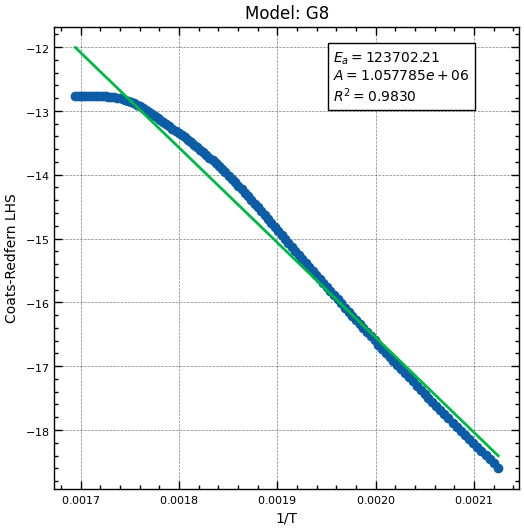 Model: G8
E_a = 123702.21
A = 1.057785e + 06
R^2 = 0.9830
Coats-Redfern LHS
−12
−13
−14
−15
−16
−17
−18
0.0017 0.0018 0.0019 0.0020 0.0021
1/T